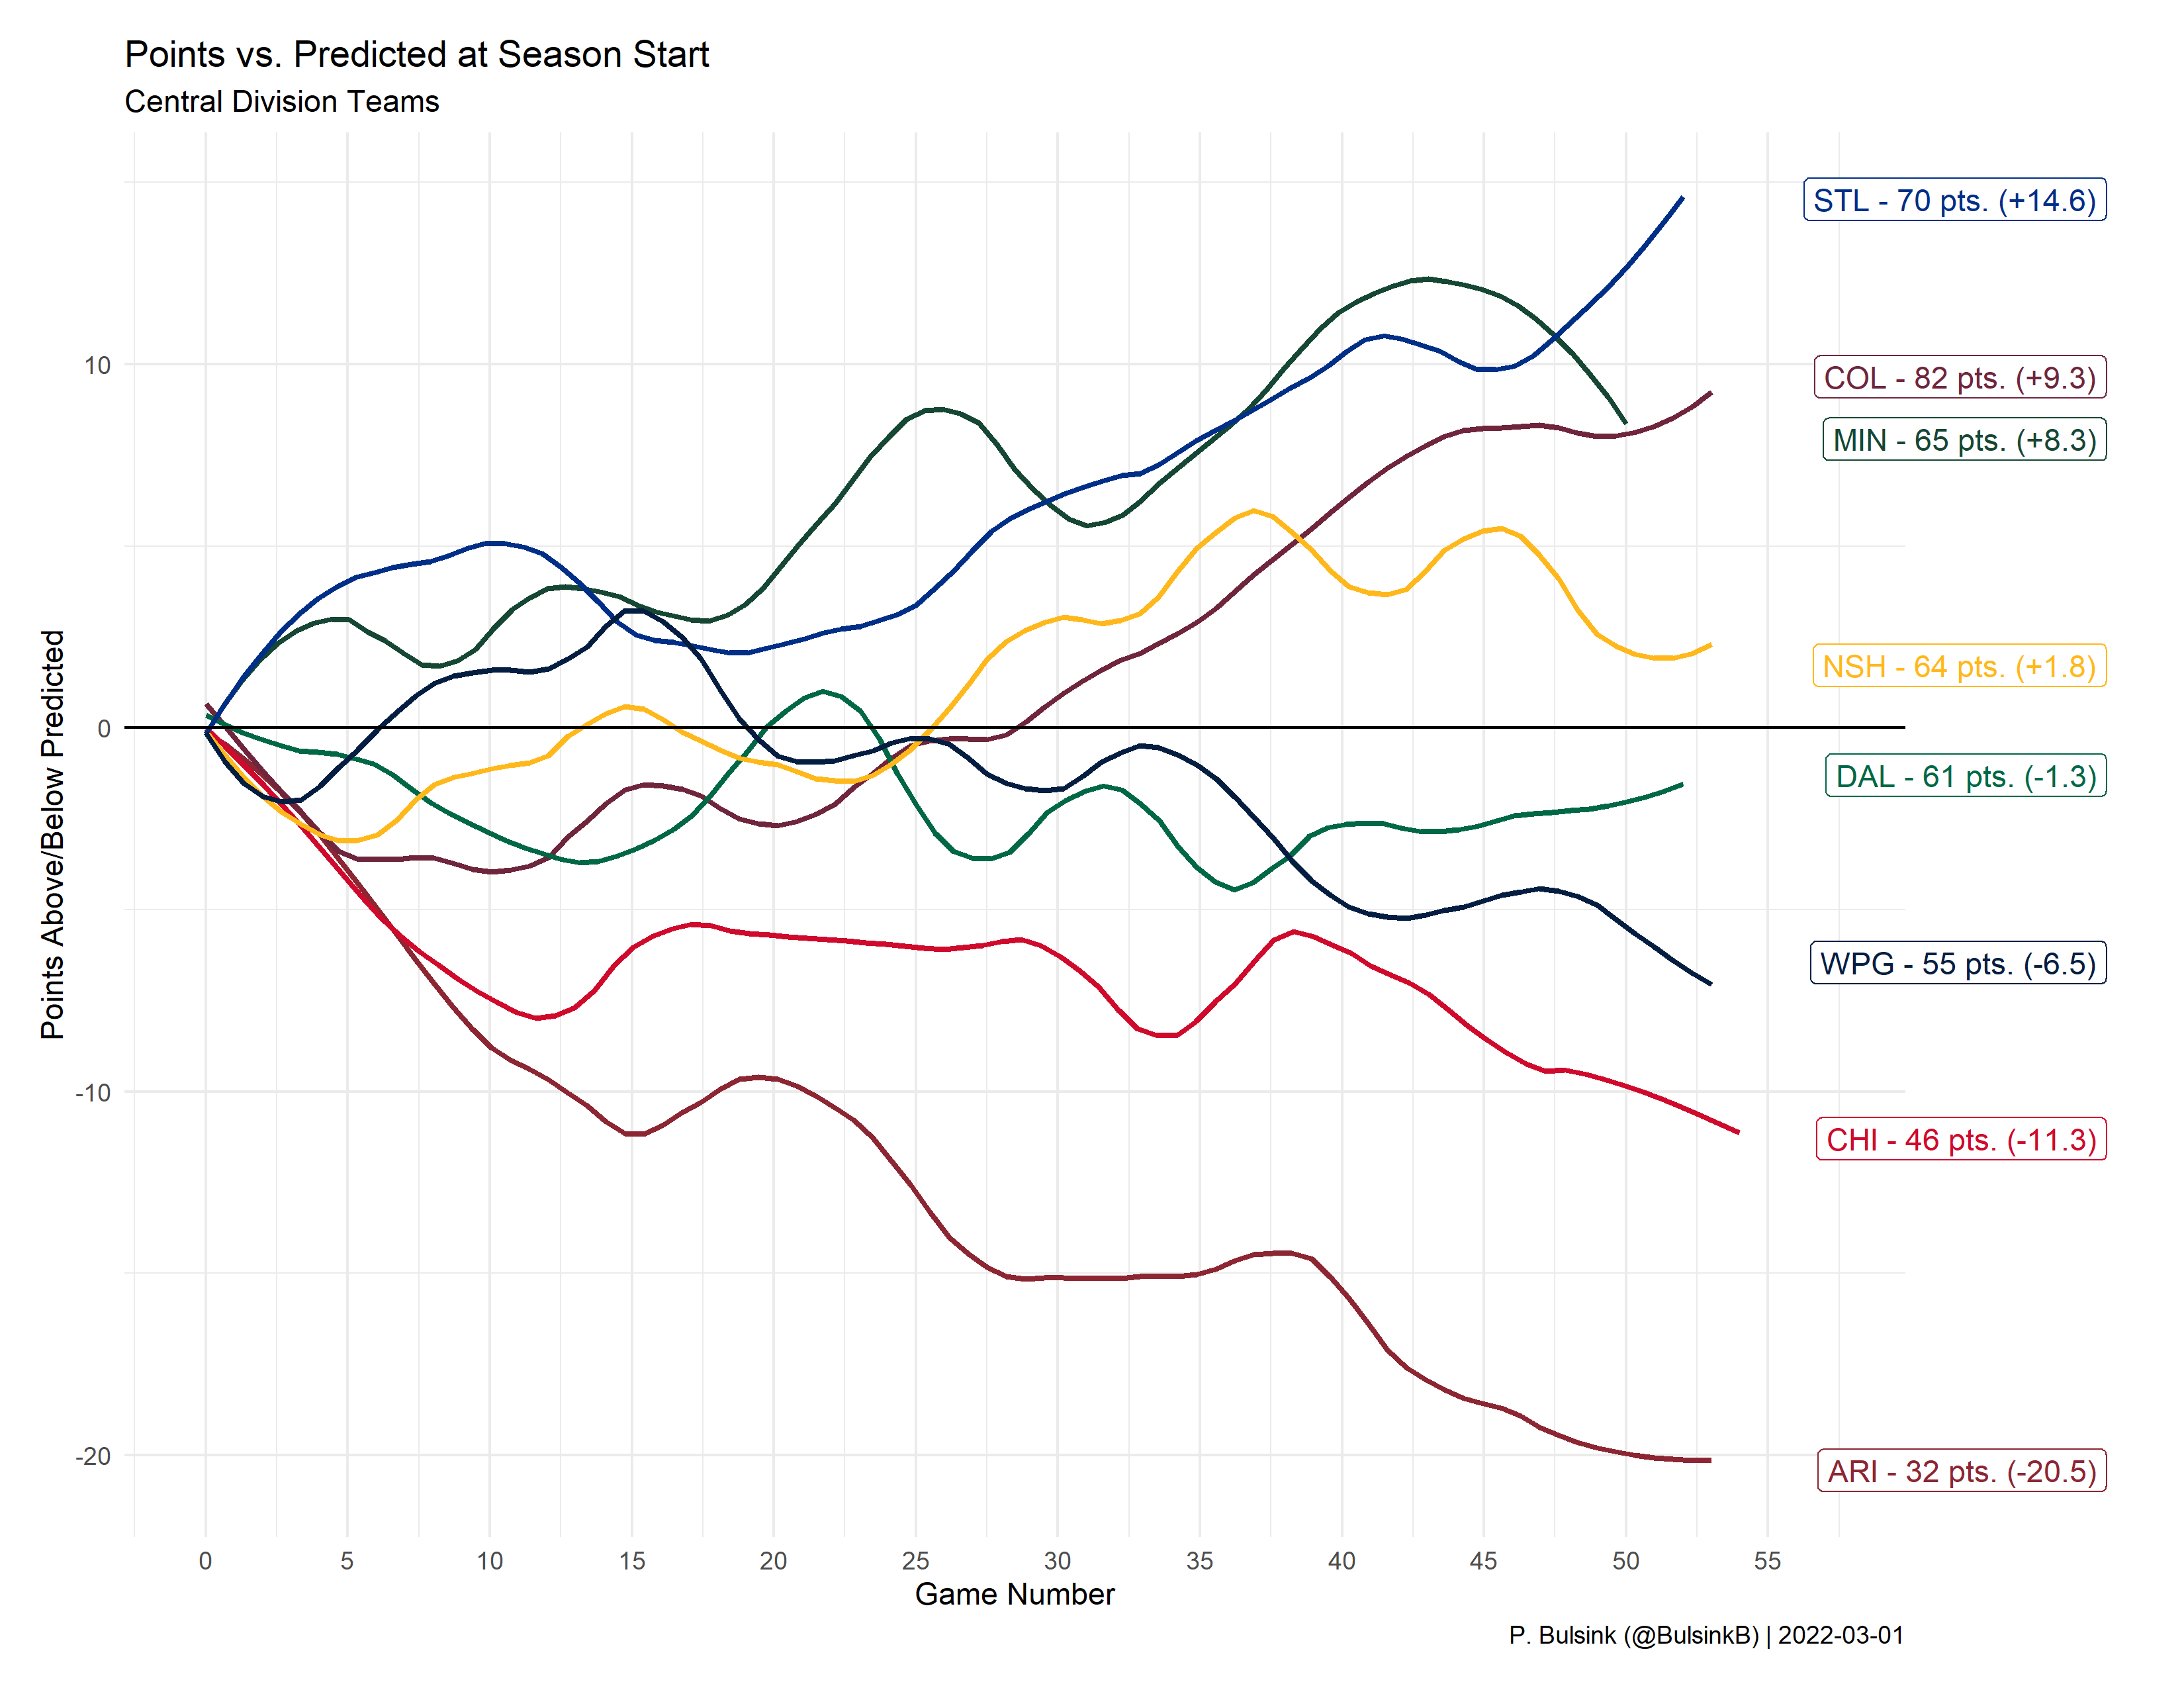 Points vs. Predicted at Season Start
Central Division Teams
Points Above/Below Predicted
10
0
-10
-20
STL - 70 pts. (+14.6)
COL - 82 pts. (+9.3)
MIN - 65 pts. (+8.3)
NSH - 64 pts. (+1.8)
DAL - 61 pts. (-1.3)
WPG - 55 pts. (-6.5)
CHI - 46 pts. (-11.3)
ARI - 32 pts. (-20.5)
0 5 10 15 20 25 30 35 40 45 50 55
Game Number
P. Bulsink (@BulsinkB) | 2022-03-01